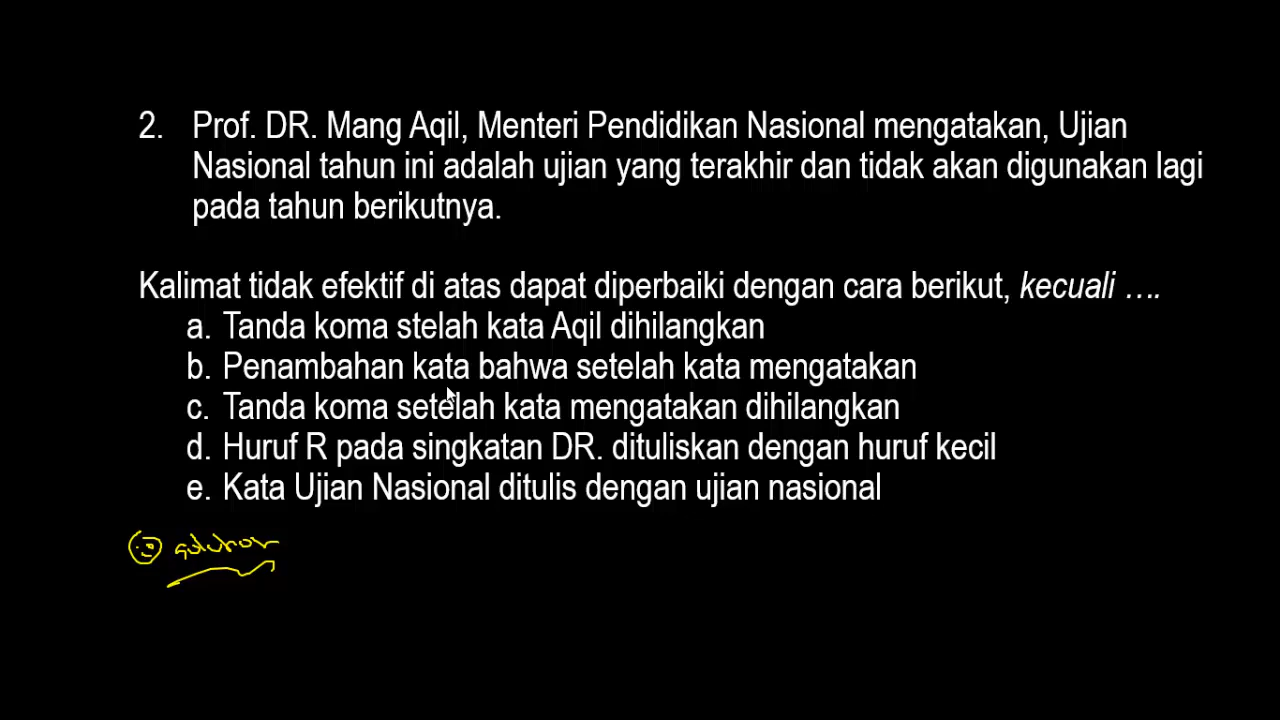 2. Prof. DR. Mang Aqil, Menteri Pendidikan Nasional mengatakan, Ujian
Nasional tahun ini adalah ujian yang terakhir dan tidak akan digunakan lagi
pada tahun berikutnya.
Kalimat tidak efektif di atas dapat diperbaiki dengan cara berikut, kecuali ….
a. Tanda koma stelah kata Aqil dihilangkan
b. Penambahan kata bahwa setelah kata mengatakan
c. Tanda koma setelah kata mengatakan dihilangkan
d. Huruf R pada singkatan DR. dituliskan dengan huruf kecil
e. Kata Ujian Nasional ditulis dengan ujian nasional